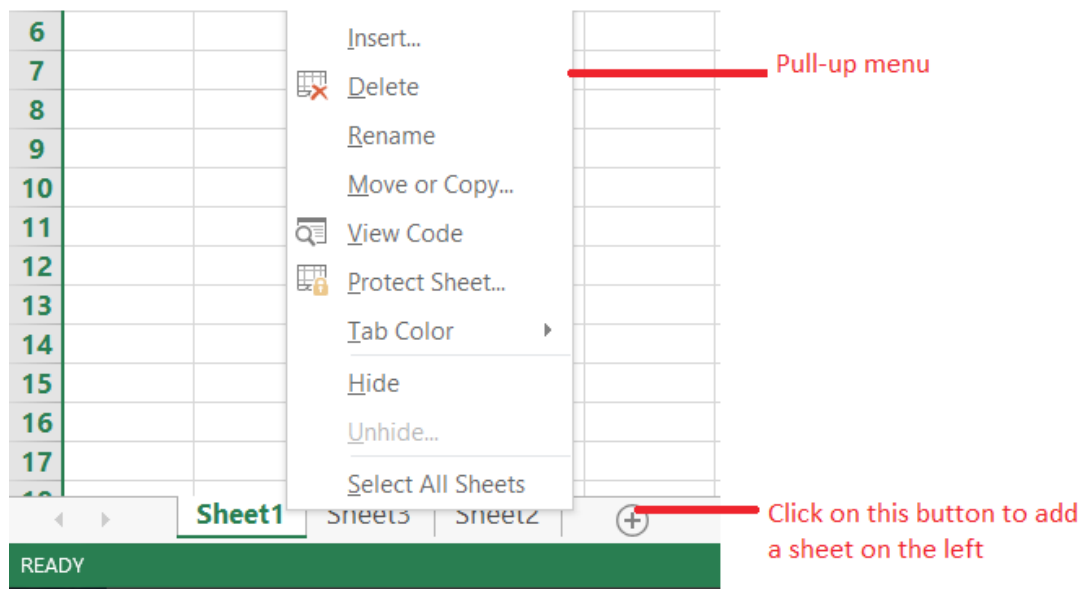 6
Insert...
Pull-up menu
7
Delete
8
9
Rename
10
Move or Copy...
11
View Code
12
Protect Sheet...
13
14
Tab Color
15
Hide
16
Unhide...
17
Select All Sheets
Sheet1 Sheet3 Sheet2
Click on this button to add
a sheet on the left
READY